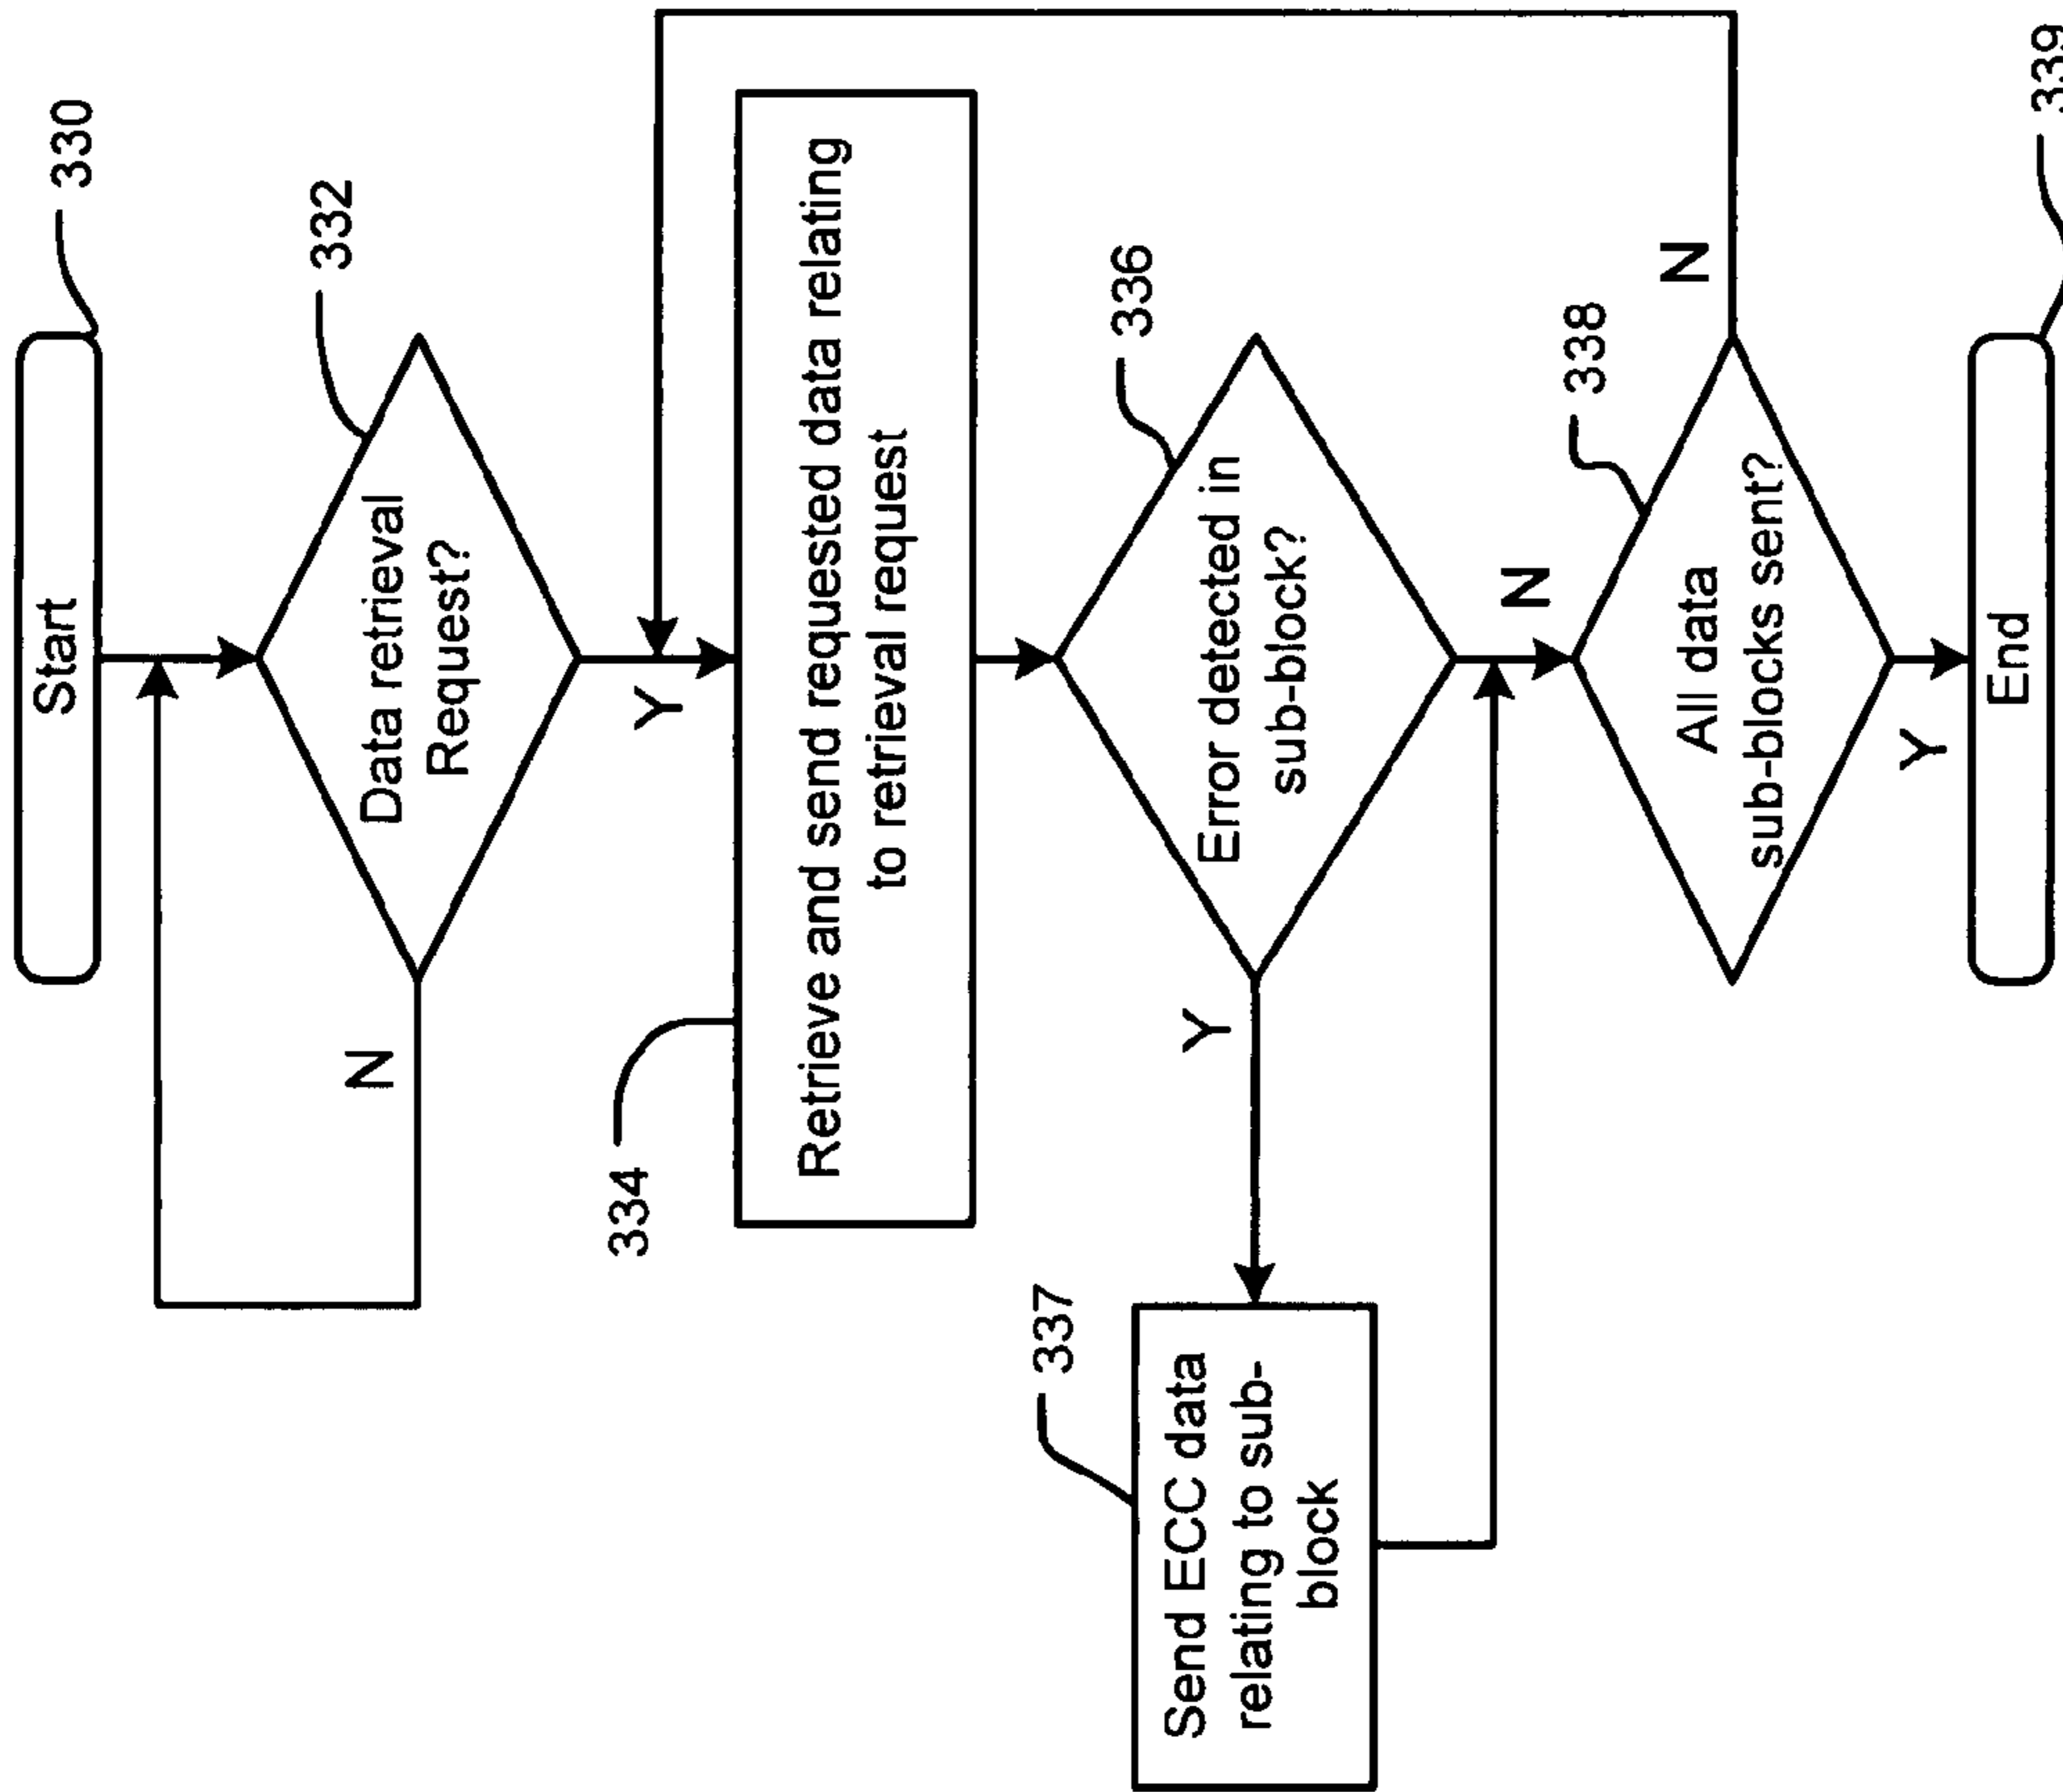 Start
330
Data retrieval
Request?
332
N
Y
334
Retrieve and send requested data relating
to retrieval request
Error detected in
sub-block?
336
Y
N
337
Send ECC data
relating to sub-
block
All data
sub-blocks sent?
338
N
Y
End
339